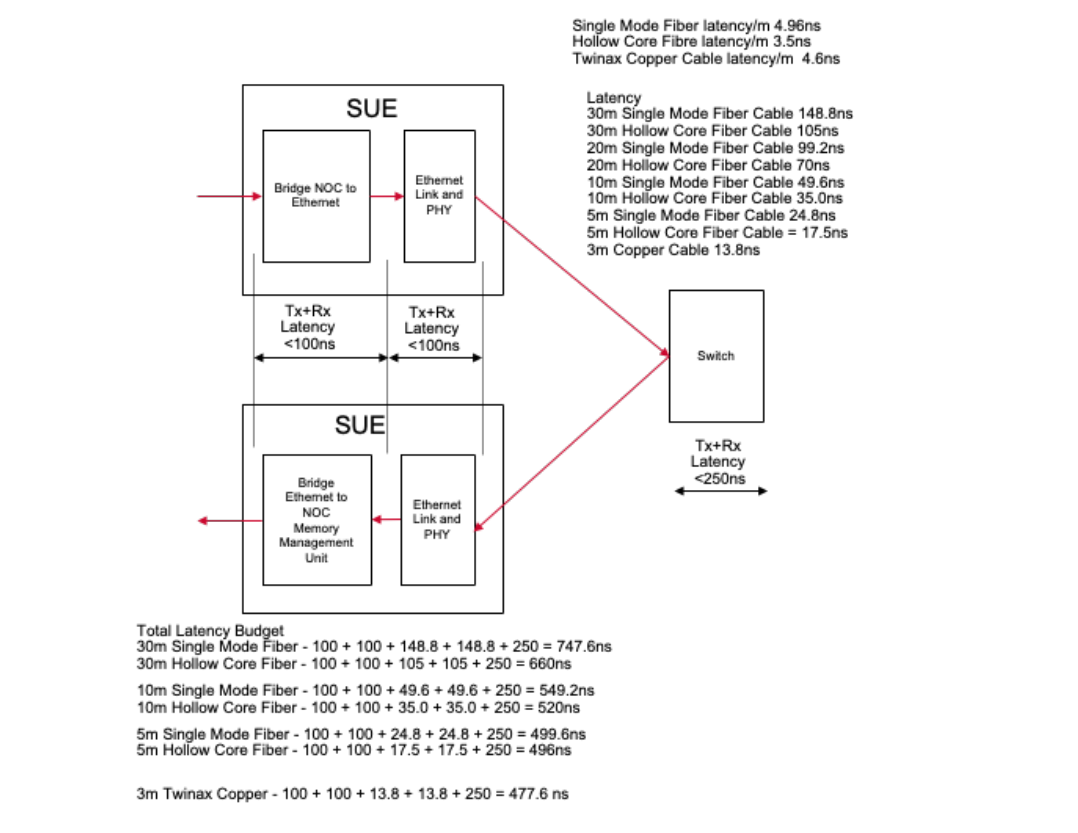 Single Mode Fiber latency/m 4.96ns
Hollow Core Fibre latency/m 3.5ns
Twinax Copper Cable latency/m  4.6ns
Latency
30m Single Mode Fiber Cable 148.8ns
30m Hollow Core Fiber Cable 105ns
20m Single Mode Fiber Cable 99.2ns
20m Hollow Core Fiber Cable 70ns
10m Single Mode Fiber Cable 49.6ns
10m Hollow Core Fiber Cable 35.0ns
5m Single Mode Fiber Cable 24.8ns
5m Hollow Core Fiber Cable = 17.5ns
3m Copper Cable 13.8ns
SUE
Bridge NOC to
Ethernet
Ethernet
Link and
PHY
Tx+Rx
Latency
<100ns
Tx+Rx
Latency
<100ns
Switch
Tx+Rx
Latency
<250ns
SUE
Bridge
Ethernet to
NOC
Memory
Management
Unit
Ethernet
Link and
PHY
Total Latency Budget
30m Single Mode Fiber - 100 + 100 + 148.8 + 148.8 + 250 = 747.6ns
30m Hollow Core Fiber - 100 + 100 + 105 + 105 + 250 = 660ns
10m Single Mode Fiber - 100 + 100 + 49.6 + 49.6 + 250 = 549.2ns
10m Hollow Core Fiber - 100 + 100 + 35.0 + 35.0 + 250 = 520ns
5m Single Mode Fiber - 100 + 100 + 24.8 + 24.8 + 250 = 499.6ns
5m Hollow Core Fiber - 100 + 100 + 17.5 + 17.5 + 250 = 496ns
3m Twinax Copper - 100 + 100 + 13.8 + 13.8 + 250 = 477.6 ns